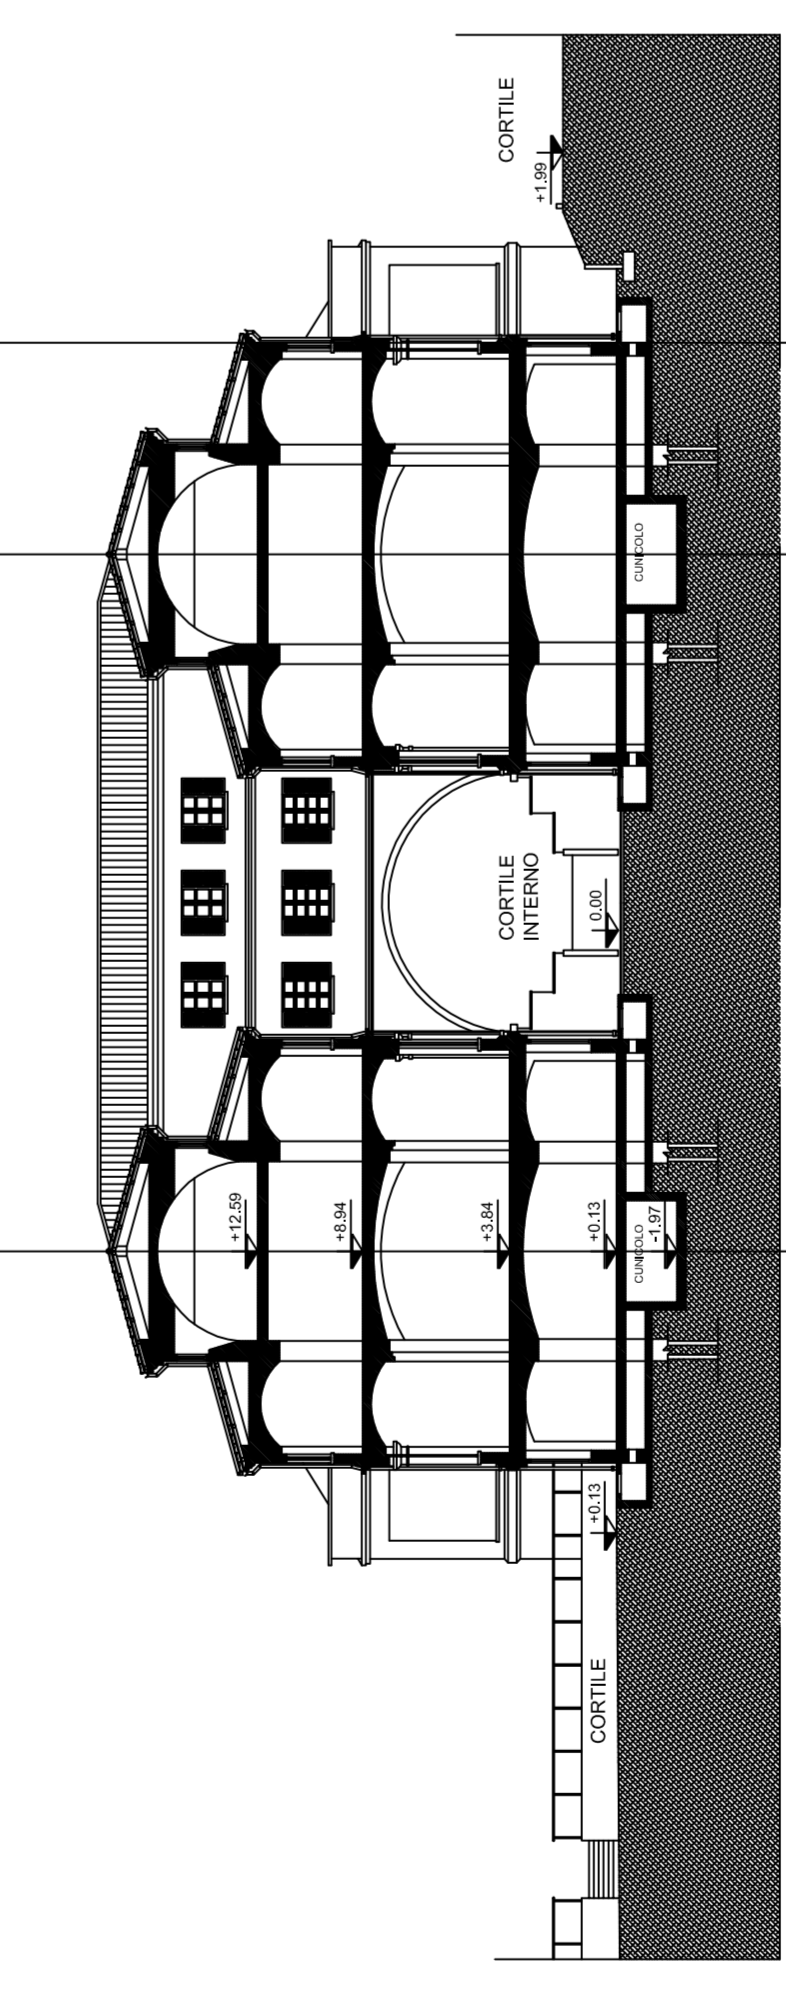 +12.59
+8.94
+3.84
CORTILE
INTERNO
CORTILE
+1.99
CORTILE
+0.13
+0.13
0.00
CUNICOLO
-1.97
CUNICOLO